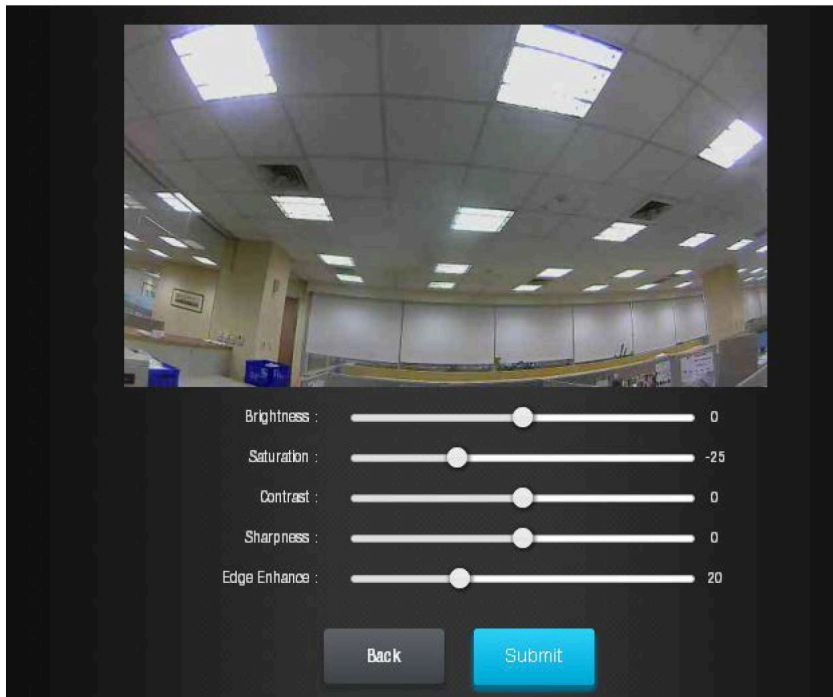 Brightness : 0
Saturation : -25
Contrast : 0
Sharpness : 0
Edge Enhance : 20
Back Submit